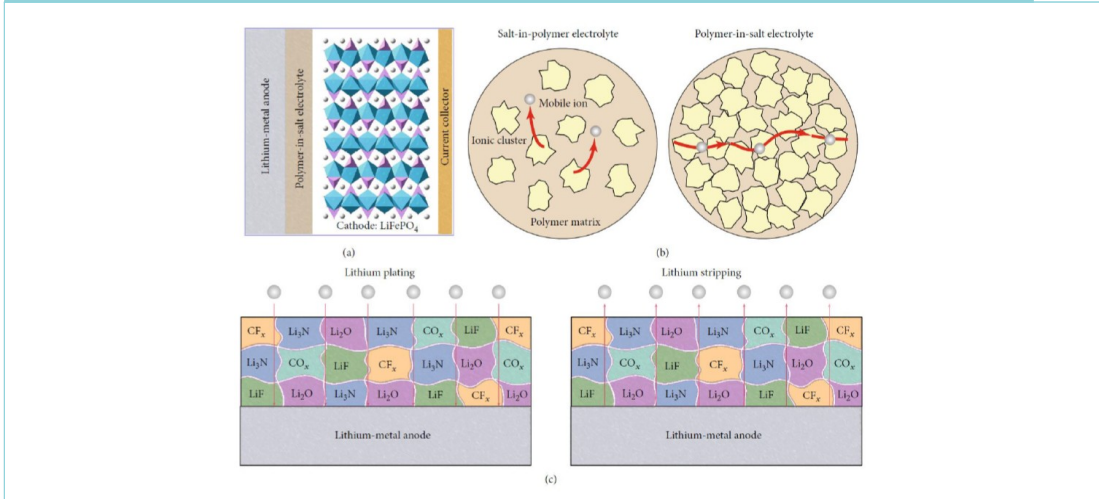 Lithium-metal anode
Polymer-in-salt electrolyte
Cathode: LiFePO₄
Current collector
(a)
Salt-in-polymer electrolyte
Mobile ion
Ionic cluster
Polymer matrix
Polymer-in-salt electrolyte
(b)
Lithium plating
CFₓ Li₃N Li₂O Li₃N COₓ LiF CFₓ
Li₃N COₓ LiF CFₓ Li₃N Li₂O COₓ
LiF Li₂O Li₃N Li₂O LiF CFₓ Li₂O
Lithium-metal anode
Lithium stripping
CFₓ Li₃N Li₂O Li₃N COₓ LiF CFₓ
Li₃N COₓ LiF CFₓ Li₃N Li₂O COₓ
LiF Li₂O Li₃N Li₂O LiF CFₓ Li₂O
Lithium-metal anode
(c)